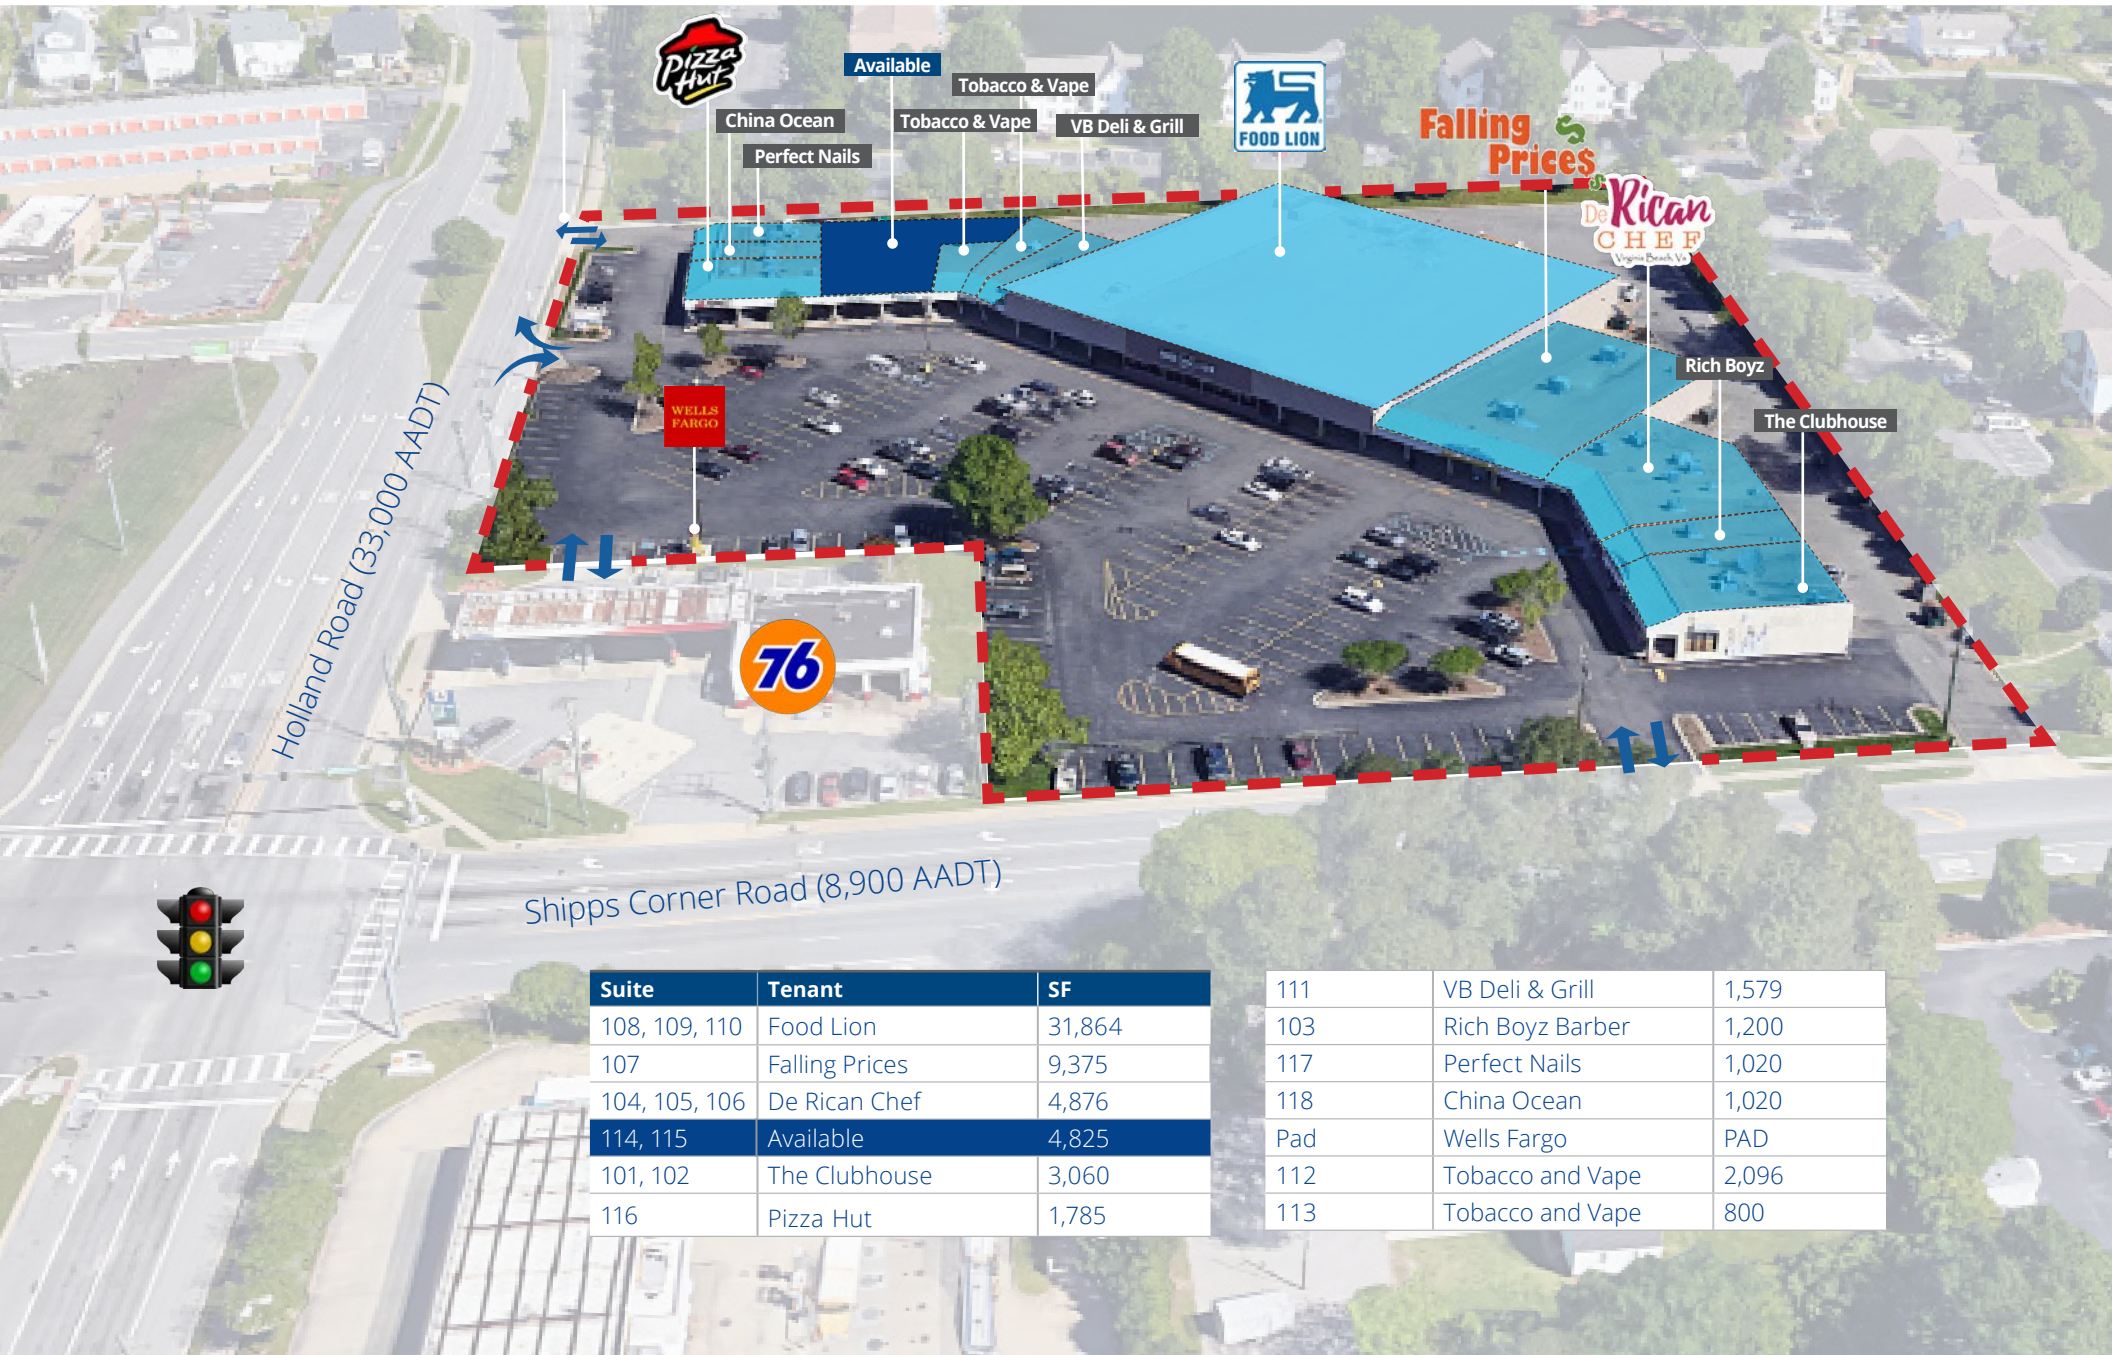 Pizza
Hut
Available
Tobacco & Vape
China Ocean
Tobacco & Vape
VB Deli & Grill
Perfect Nails
FOOD LION
Falling
Price$
De Rican
CHEF
Virginia Beach, Va
Rich Boyz
The Clubhouse
WELLS
FARGO
76
Holland Road (33,000 AADT)
Shipps Corner Road (8,900 AADT)
Suite Tenant SF
108, 109, 110 Food Lion 31,864
107 Falling Prices 9,375
104, 105, 106 De Rican Chef 4,876
114, 115 Available 4,825
101, 102 The Clubhouse 3,060
116 Pizza Hut 1,785
111 VB Deli & Grill 1,579
103 Rich Boyz Barber 1,200
117 Perfect Nails 1,020
118 China Ocean 1,020
Pad Wells Fargo PAD
112 Tobacco and Vape 2,096
113 Tobacco and Vape 800